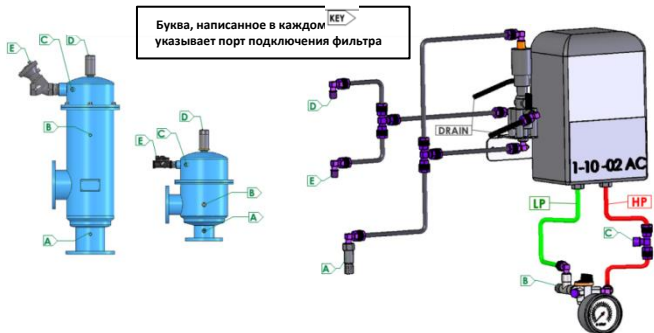 Буква, написанное в каждом KEY
указывает порт подключения фильтра
E
C
D
B
A
D
C
E
B
A
D
E
A
DRAIN
1-10-02 AC
LP
HP
C
B